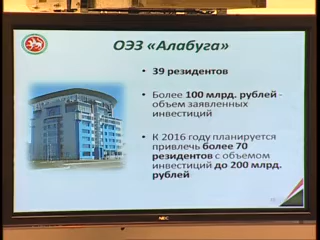 ОЭЗ «Алабуга»
• 39 резидентов
• Более 100 млрд. рублей -
объем заявленных
инвестиций
• К 2016 году планируется
привлечь более 70
резидентов с объемом
инвестиций до 200 млрд.
рублей
NEC